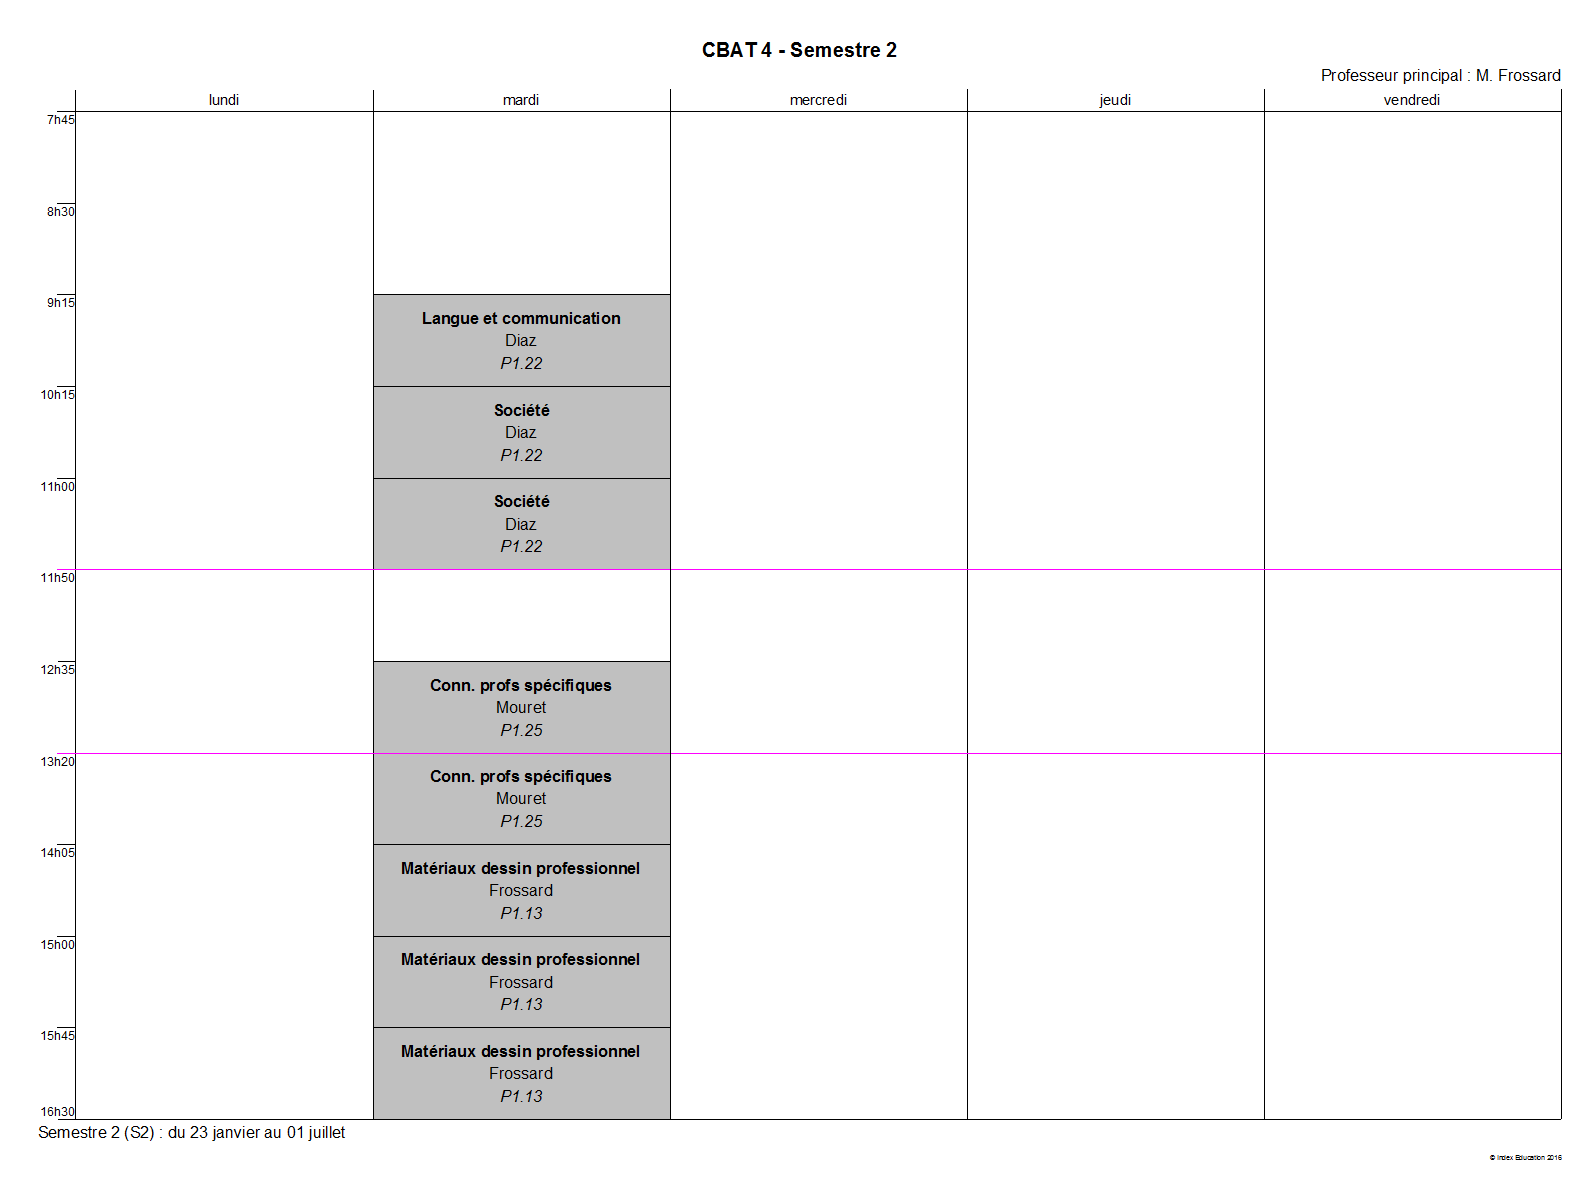 CBAT 4 - Semestre 2
Professeur principal : M. Frossard
lundi mardi mercredi jeudi vendredi
7h45
8h30
9h15
Langue et communication
Diaz
P1.22
10h15
Société
Diaz
P1.22
11h00
Société
Diaz
P1.22
11h50
12h35
Conn. profs spécifiques
Mouret
P1.25
13h20
Conn. profs spécifiques
Mouret
P1.25
14h05
Matériaux dessin professionnel
Frossard
P1.13
15h00
Matériaux dessin professionnel
Frossard
P1.13
15h45
Matériaux dessin professionnel
Frossard
P1.13
16h30
Semestre 2 (S2) : du 23 janvier au 01 juillet
© Index Education 2016